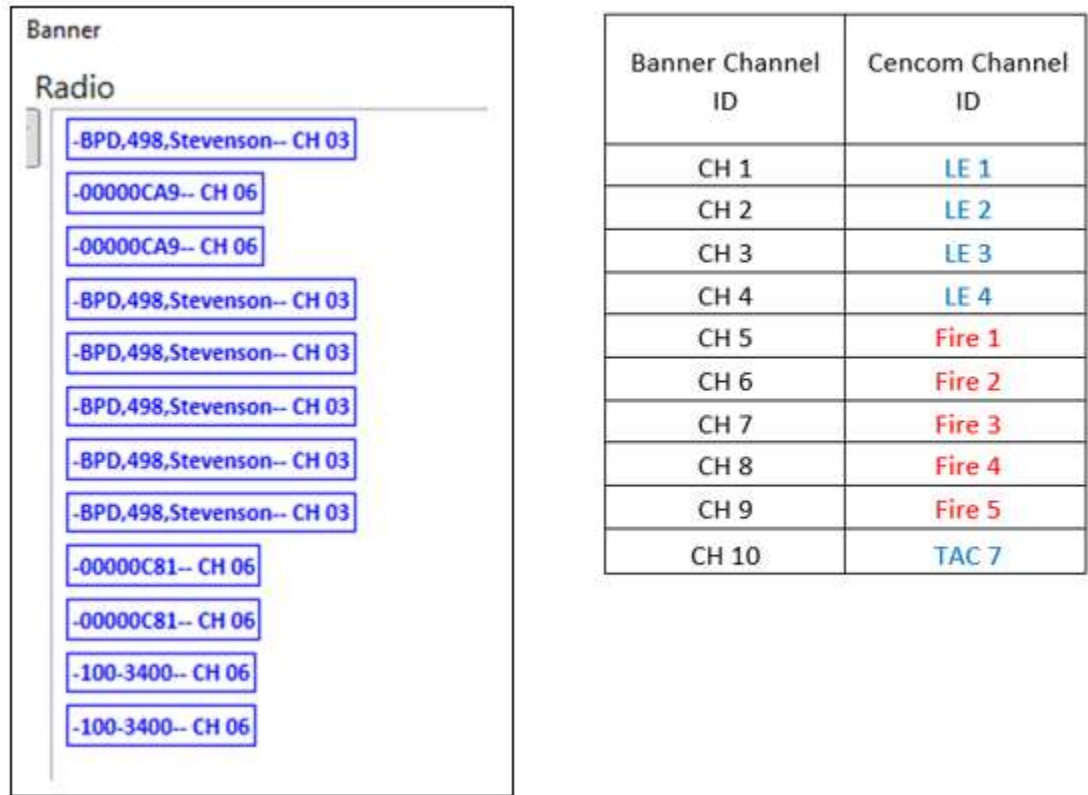 Banner
Radio
-BPD,498,Stevenson-- CH 03
-00000CA9-- CH 06
-00000CA9-- CH 06
-BPD,498,Stevenson-- CH 03
-BPD,498,Stevenson-- CH 03
-BPD,498,Stevenson-- CH 03
-BPD,498,Stevenson-- CH 03
-BPD,498,Stevenson-- CH 03
-00000C81-- CH 06
-00000C81-- CH 06
-100-3400-- CH 06
-100-3400-- CH 06
Banner Channel ID Cencom Channel ID
CH 1 LE 1
CH 2 LE 2
CH 3 LE 3
CH 4 LE 4
CH 5 Fire 1
CH 6 Fire 2
CH 7 Fire 3
CH 8 Fire 4
CH 9 Fire 5
CH 10 TAC 7